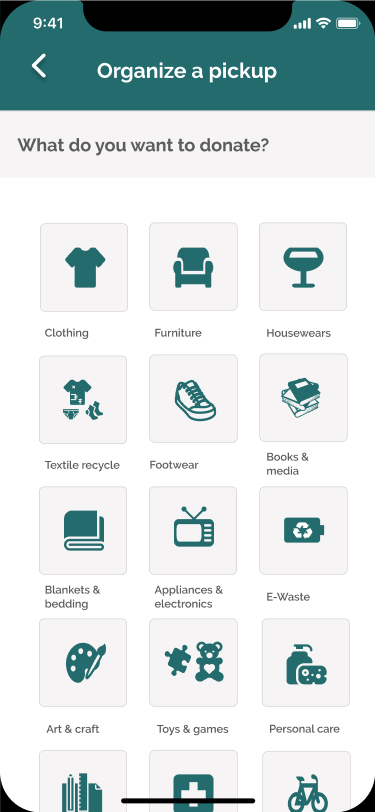 9:41
Organize a pickup
What do you want to donate?
Clothing
Furniture
Housewears
Textile recycle
Footwear
Books &
media
Blankets &
bedding
Appliances &
electronics
E-Waste
Art & craft
Toys & games
Personal care